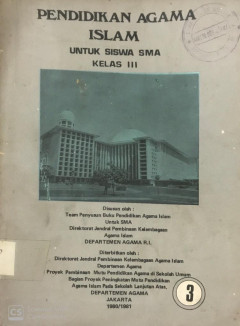 PENDIDIKAN AGAMA
ISLAM
UNTUK SISWA SMA
KELAS III
Disusun oleh :
Team Penyusun Buku Pendidikan Agama Islam
Untuk SMA
Direktorat Jendral Pembinaan Kelembagaan
Agama Islam
DEPARTEMEN AGAMA R.I.
Diterbitkan oleh :
Direktorat Jendral Pembinaan Kelembagaan Agama Islam
Departemen Agama
Proyek Pembinaan Mutu Pendidikan Agama di Sekolah Umum
Bagian Proyek Peningkatan Mutu Pendidikan
Agama Islam Pada Sekolah Lanjutan Atas.
DEPARTEMEN AGAMA
JAKARTA
1980/1981
3
CS